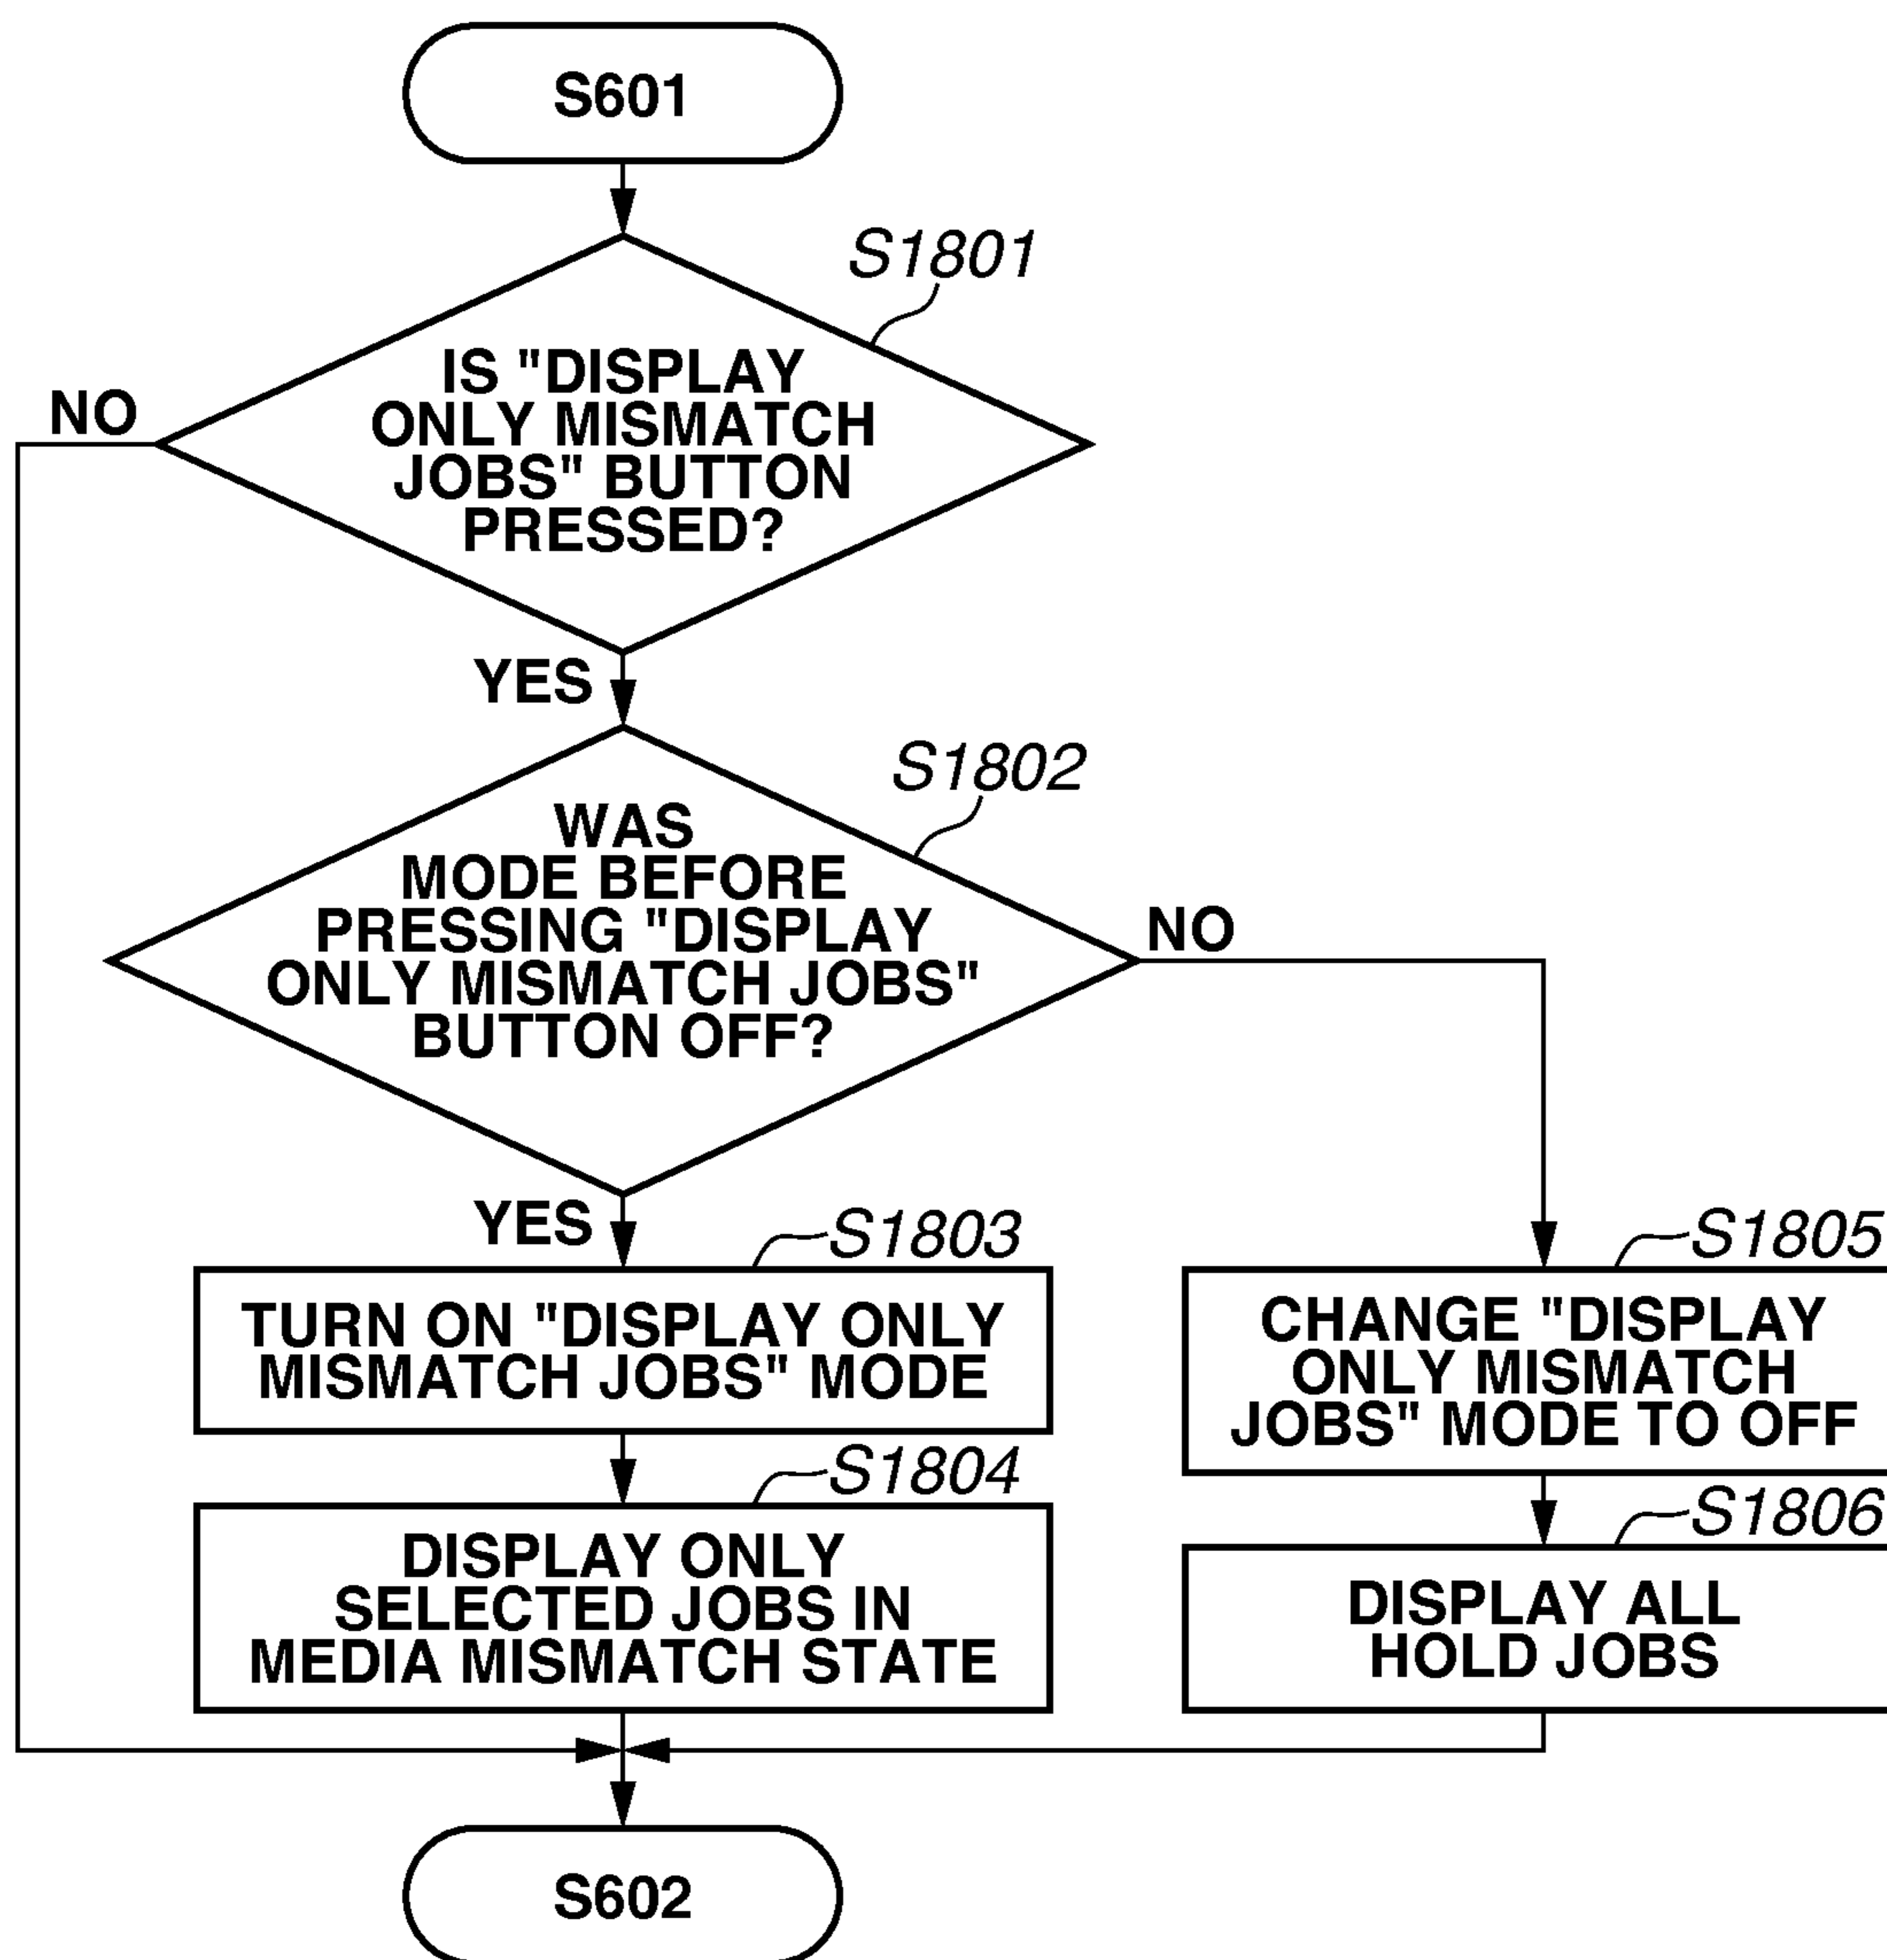 S601
S1801
IS "DISPLAY
ONLY MISMATCH
JOBS" BUTTON
PRESSED?
NO
YES
S1802
WAS
MODE BEFORE
PRESSING "DISPLAY
ONLY MISMATCH JOBS"
BUTTON OFF?
NO
YES
S1803
TURN ON "DISPLAY ONLY
MISMATCH JOBS" MODE
S1804
DISPLAY ONLY
SELECTED JOBS IN
MEDIA MISMATCH STATE
S1805
CHANGE "DISPLAY
ONLY MISMATCH
JOBS" MODE TO OFF
S1806
DISPLAY ALL
HOLD JOBS
S602